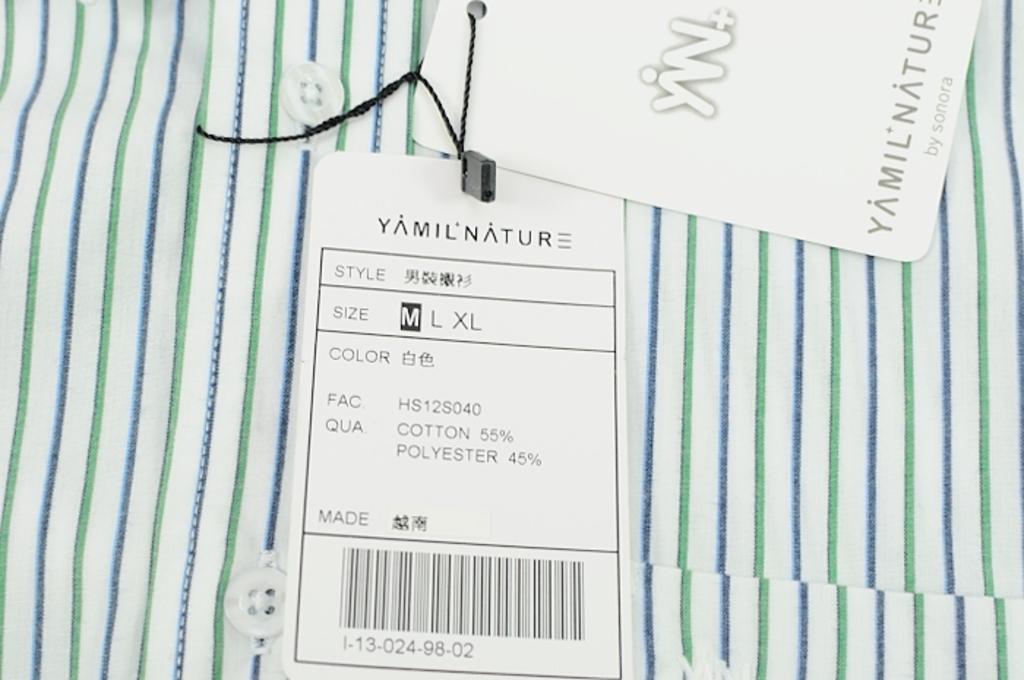 YAMIL+NATURE
by sonora
YAMIL+NATURE
STYLE 男裝襯衫
SIZE M L XL
COLOR 白色
FAC. HS12S040
QUA. COTTON 55%
POLYESTER 45%
MADE 越南
I-13-024-98-02